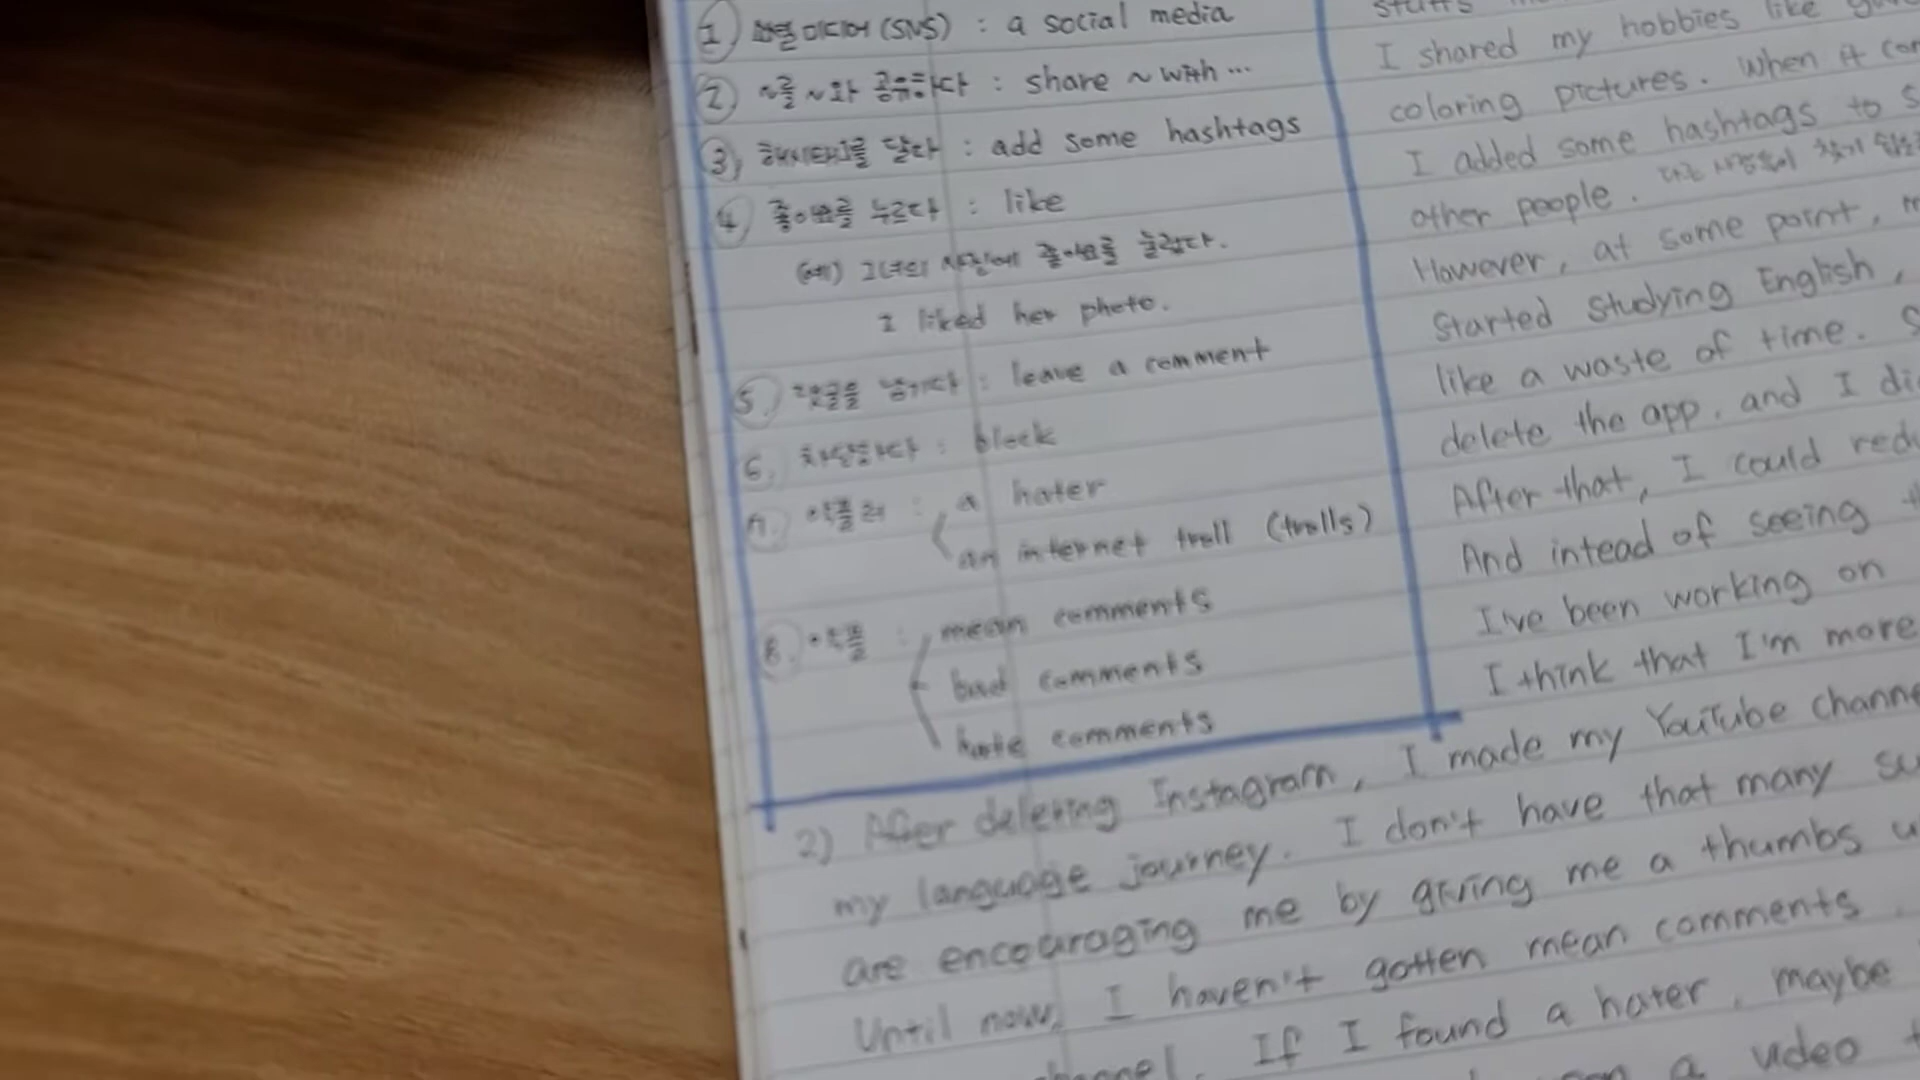 ① 소셜 미디어 (SNS) : a social media
② ~를 ~와 공유하다 : share ~ with ...
③ 해시태그를 달다 : add some hashtags
④ 좋아요를 누르다 : like
(예) 그녀의 사진에 좋아요를 눌렀다.
I liked her photo.
5. 댓글을 남기다 : leave a comment
6. 차단하다 : block
7. 악플러 : a hater
an internet troll (trolls)
8. 악플 : mean comments
bad comments
hate comments
I shared my hobbies like
coloring pictures. When it
I added some hashtags to
other people.
However, at some point,
Started Studying English,
like a waste of time.
delete the app, and I
After that, I could
And intead of seeing
I've been working on
I think that I'm more
2) After deleting Instagram, I made my YouTube
my language journey. I don't have that many
are encouraging me by giving me a thumbs
Until now, I haven't gotten mean comments
If I found a hater, maybe
a video